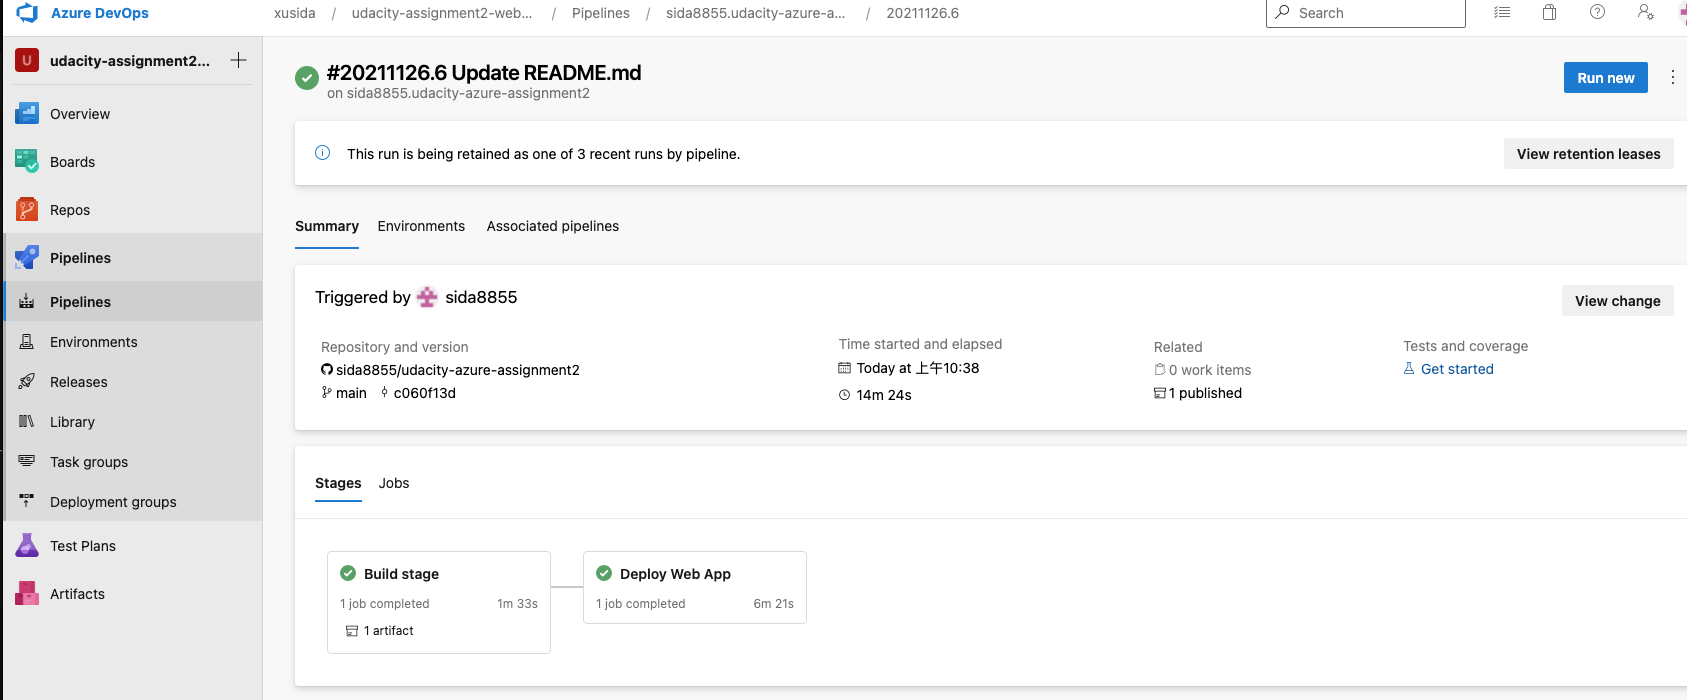 Azure DevOps
xusida / udacity-assignment2-web... / Pipelines / sida8855.udacity-azure-a... / 20211126.6
Search
U udacity-assignment2...
Overview
Boards
Repos
Pipelines
Pipelines
Environments
Releases
Library
Task groups
Deployment groups
Test Plans
Artifacts
#20211126.6 Update README.md
on sida8855.udacity-azure-assignment2
Run new
This run is being retained as one of 3 recent runs by pipeline.
View retention leases
Summary Environments Associated pipelines
Triggered by sida8855
View change
Repository and version
sida8855/udacity-azure-assignment2
main c060f13d
Time started and elapsed
Today at 上午10:38
14m 24s
Related
0 work items
1 published
Tests and coverage
Get started
Stages Jobs
Build stage
1 job completed 1m 33s
1 artifact
Deploy Web App
1 job completed 6m 21s